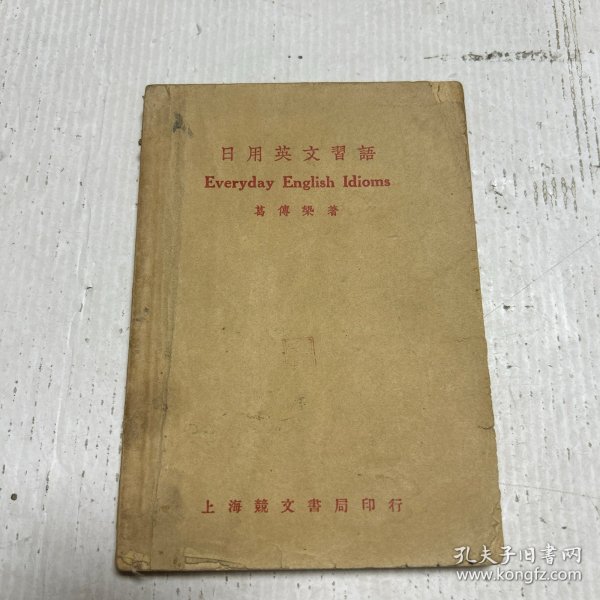 日用英文習語
Everyday English Idioms
葛傳槼著
上海競文書局印行
孔夫子旧书网
www.kongfz.com